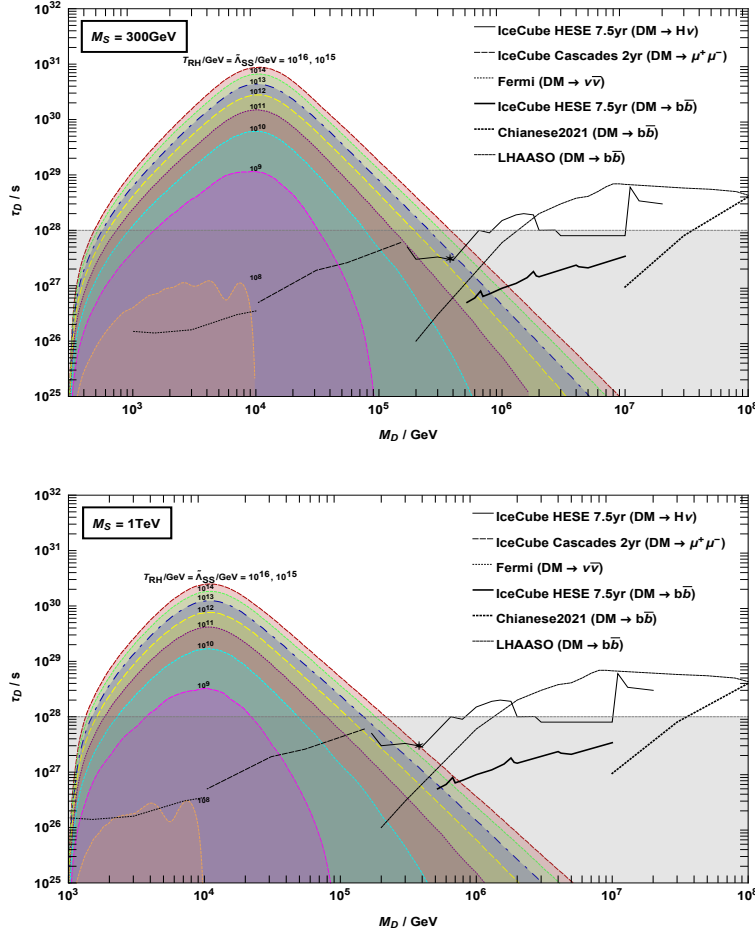 M_S = 300GeV
T_RH/GeV = Λ̃_SS/GeV = 10^16, 10^15
10^14
10^13
10^12
10^11
10^10
10^9
10^8
IceCube HESE 7.5yr (DM → Hν)
IceCube Cascades 2yr (DM → μ⁺μ⁻)
Fermi (DM → νν̅)
IceCube HESE 7.5yr (DM → bb̅)
Chianese2021 (DM → bb̅)
LHAASO (DM → bb̅)
τ_D / s
10^32
10^31
10^30
10^29
10^28
10^27
10^26
10^25
10^3 10^4 10^5 10^6 10^7 10^8
M_D / GeV
M_S = 1TeV
T_RH/GeV = Λ̃_SS/GeV = 10^16, 10^15
10^14
10^13
10^12
10^11
10^10
10^9
10^8
IceCube HESE 7.5yr (DM → Hν)
IceCube Cascades 2yr (DM → μ⁺μ⁻)
Fermi (DM → νν̅)
IceCube HESE 7.5yr (DM → bb̅)
Chianese2021 (DM → bb̅)
LHAASO (DM → bb̅)
τ_D / s
10^32
10^31
10^30
10^29
10^28
10^27
10^26
10^25
10^3 10^4 10^5 10^6 10^7 10^8
M_D / GeV